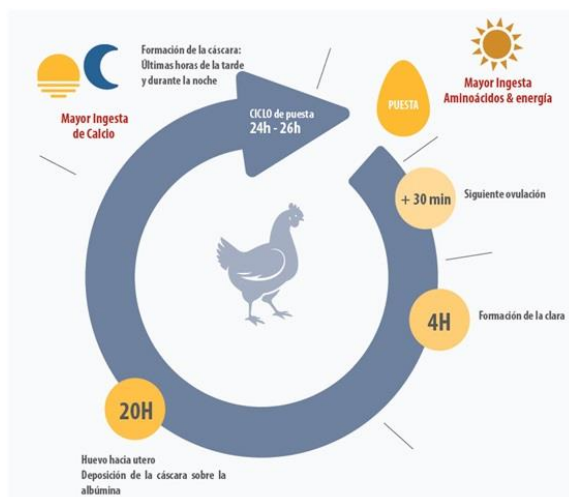 Formación de la cáscara:
Últimas horas de la tarde
y durante la noche
Mayor Ingesta
de Calcio
CICLO de puesta
24h - 26h
PUESTA
Mayor Ingesta
Aminoácidos & energía
+ 30 min
Siguiente ovulación
4H
Formación de la clara
20H
Huevo hacia utero
Deposición de la cáscara sobre la
albúmina